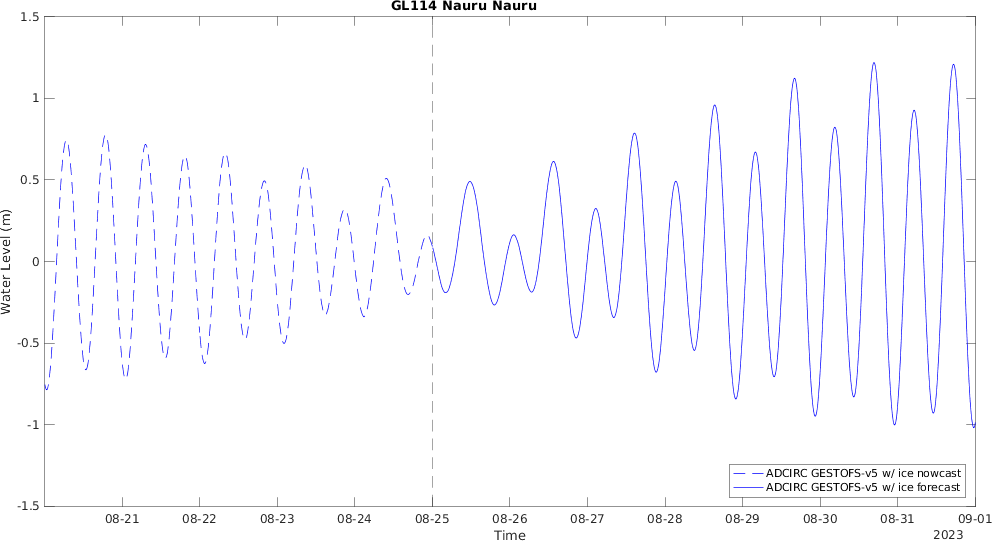 GL114 Nauru Nauru
1.5
1
0.5
0
-0.5
-1
-1.5
Water Level (m)
ADCIRC GESTOFS-v5 w/ ice nowcast
ADCIRC GESTOFS-v5 w/ ice forecast
08-21 08-22 08-23 08-24 08-25 08-26 08-27 08-28 08-29 08-30 08-31 09-01
Time
2023